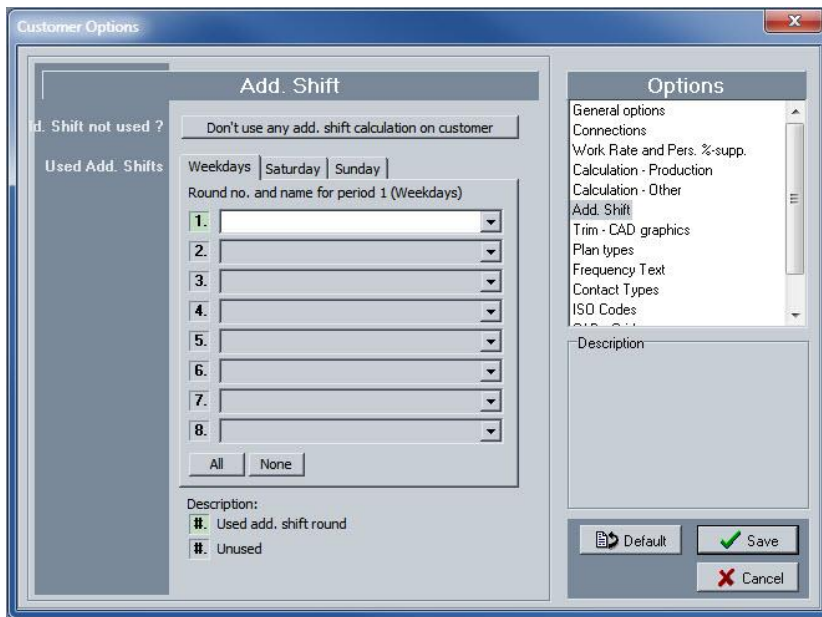 Customer Options
Add. Shift
d. Shift not used ?
Don't use any add. shift calculation on customer
Used Add. Shifts
Weekdays Saturday Sunday
Round no. and name for period 1 (Weekdays)
1.
2.
3.
4.
5.
6.
7.
8.
All None
Description:
#. Used add. shift round
#. Unused
Options
General options
Connections
Work Rate and Pers. %-supp.
Calculation - Production
Calculation - Other
Add. Shift
Trim - CAD graphics
Plan types
Frequency Text
Contact Types
ISO Codes
Description
Default Save
Cancel